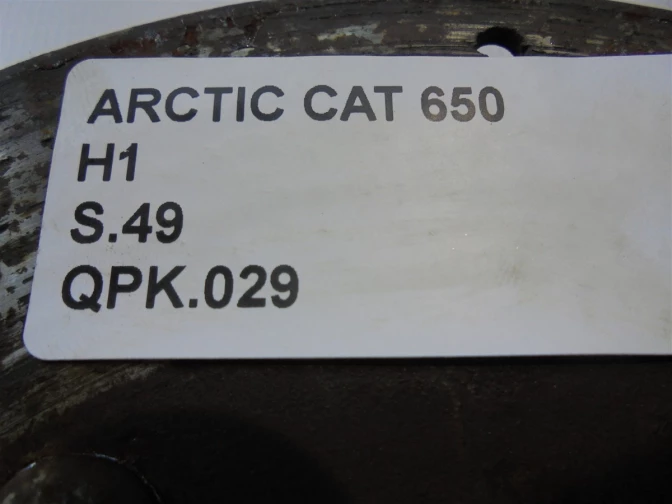 ARCTIC CAT 650
H1
S.49
QPK.029